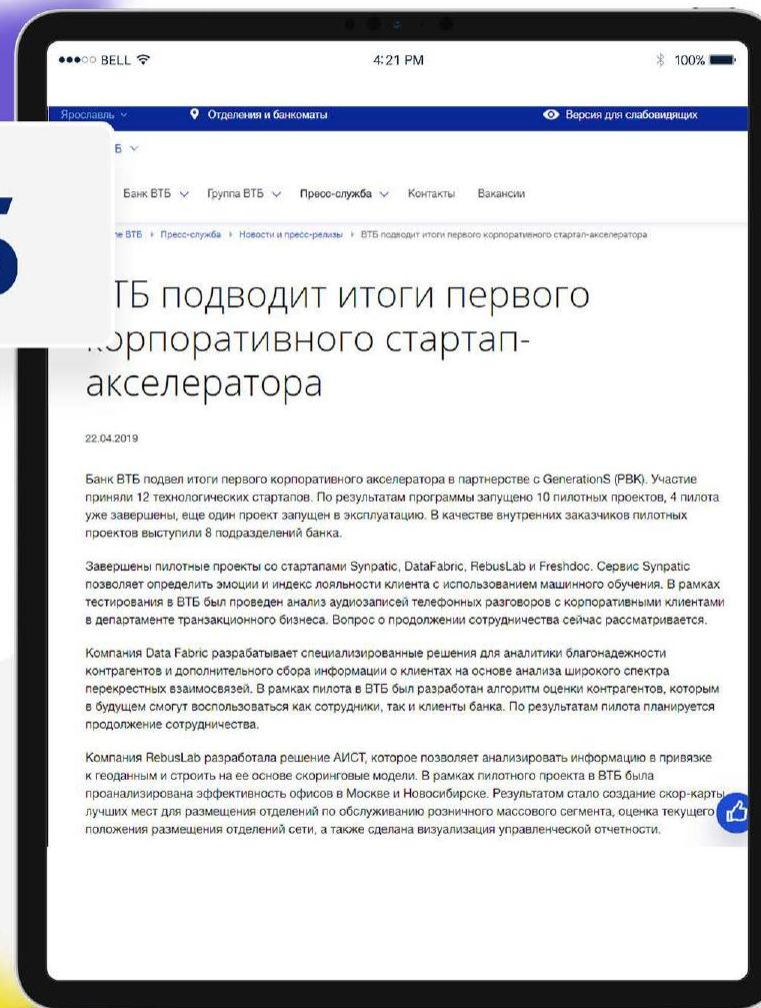 BELL
4:21 PM
100%
Ярославль
Отделения и банкоматы
Версия для слабовидящих
Б
Банк ВТБ
Группа ВТБ
Пресс-служба
Контакты
Вакансии
ВТБ
Пресс-служба
Новости и пресс-релизы
ВТБ подводит итоги первого корпоративного стартап-акселератора
ТБ подводит итоги первого
корпоративного стартап-
акселератора
22.04.2019
Банк ВТБ подвел итоги первого корпоративного акселератора в партнерстве с GenerationS (РВК). Участие
приняли 12 технологических стартапов. По результатам программы запущено 10 пилотных проектов, 4 пилота
уже завершены, еще один проект запущен в эксплуатацию. В качестве внутренних заказчиков пилотных
проектов выступили 8 подразделений банка.
Завершены пилотные проекты со стартапами Synpatic, DataFabric, RebusLab и Freshdoc. Сервис Synpatic
позволяет определить эмоции и индекс лояльности клиента с использованием машинного обучения. В рамках
тестирования в ВТБ был проведен анализ аудиозаписей телефонных разговоров с корпоративными клиентами
в департаменте транзакционного бизнеса. Вопрос о продолжении сотрудничества сейчас рассматривается.
Компания Data Fabric разрабатывает специализированные решения для аналитики благонадежности
контрагентов и дополнительного сбора информации о клиентах на основе анализа широкого спектра
перекрестных взаимосвязей. В рамках пилота в ВТБ был разработан алгоритм оценки контрагентов, которым
в будущем смогут воспользоваться как сотрудники, так и клиенты банка. По результатам пилота планируется
продолжение сотрудничества.
Компания RebusLab разработала решение АИСТ, которое позволяет анализировать информацию в привязке
к геоданным и строить на ее основе скоринговые модели. В рамках пилотного проекта в ВТБ была
проанализирована эффективность офисов в Москве и Новосибирске. Результатом стало создание скор-карты
лучших мест для размещения отделений по обслуживанию розничного массового сегмента, оценка текущего
положения размещения отделений сети, а также сделана визуализация управленческой отчетности.